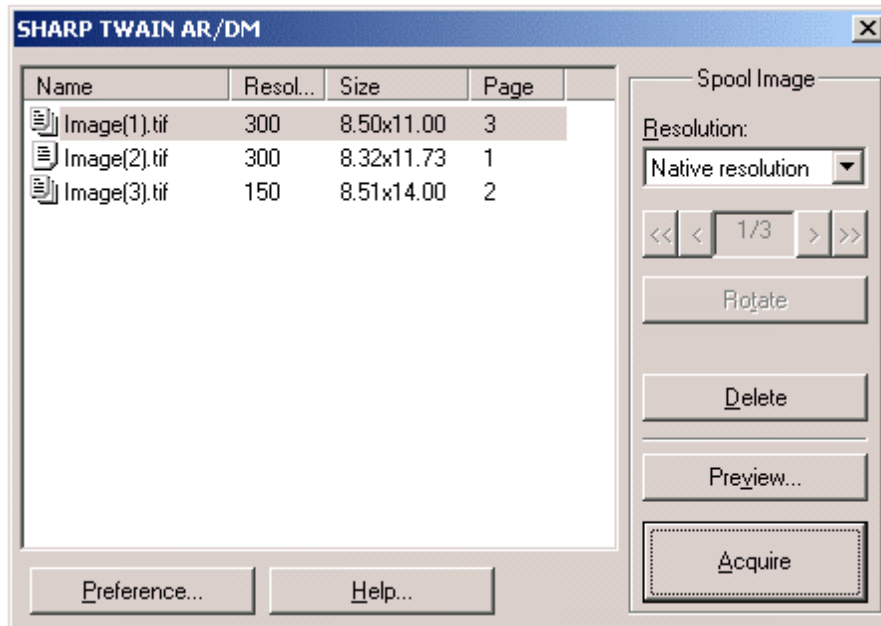 SHARP TWAIN AR/DM
Name Resol... Size Page
Image(1).tif 300 8.50x11.00 3
Image(2).tif 300 8.32x11.73 1
Image(3).tif 150 8.51x14.00 2
Spool Image
Resolution:
Native resolution
<< < 1/3 > >>
Rotate
Delete
Preview...
Acquire
Preference... Help...